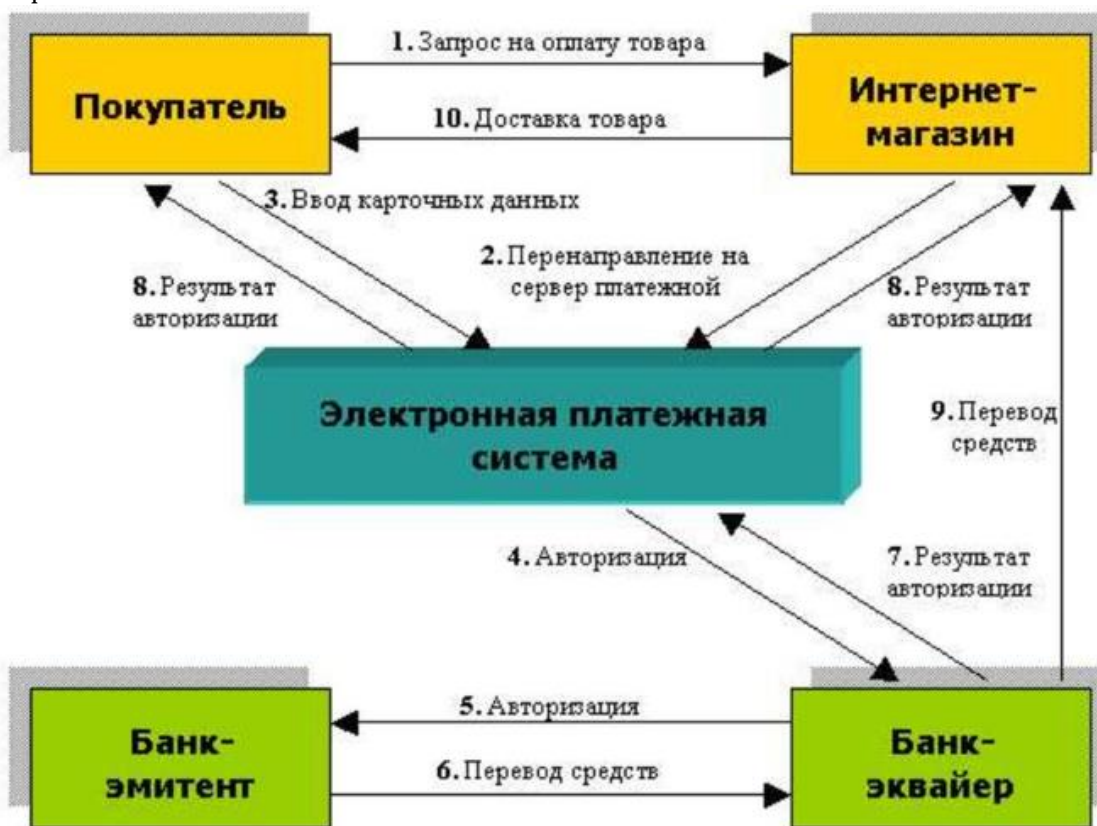 1. Запрос на оплату товара
Покупатель
Интернет-
магазин
10. Доставка товара
3. Ввод карточных данных
2. Перенаправление на
сервер платежной
8. Результат
авторизации
8. Результат
авторизации
Электронная платежная
система
9. Перевод
средств
4. Авторизация
7. Результат
авторизации
5. Авторизация
Банк-
эмитент
Банк-
эквайер
6. Перевод средств